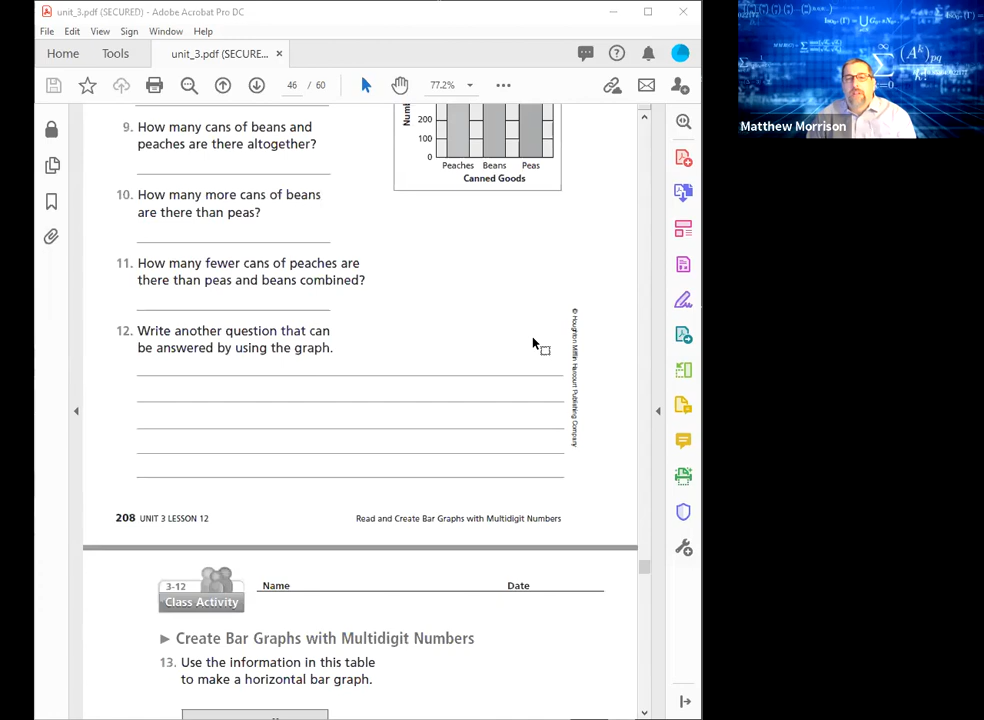 unit_3.pdf (SECURED) - Adobe Acrobat Pro DC
File Edit View Sign Window Help
Home Tools unit_3.pdf (SECURE... ×
46 / 60 77.2%
9. How many cans of beans and
peaches are there altogether?
10. How many more cans of beans
are there than peas?
11. How many fewer cans of peaches are
there than peas and beans combined?
12. Write another question that can
be answered by using the graph.
200
100
0
Peaches Beans Peas
Canned Goods
© Houghton Mifflin Harcourt Publishing Company
208 UNIT 3 LESSON 12 Read and Create Bar Graphs with Multidigit Numbers
3-12
Class Activity
Name Date
► Create Bar Graphs with Multidigit Numbers
13. Use the information in this table
to make a horizontal bar graph.
Matthew Morrison